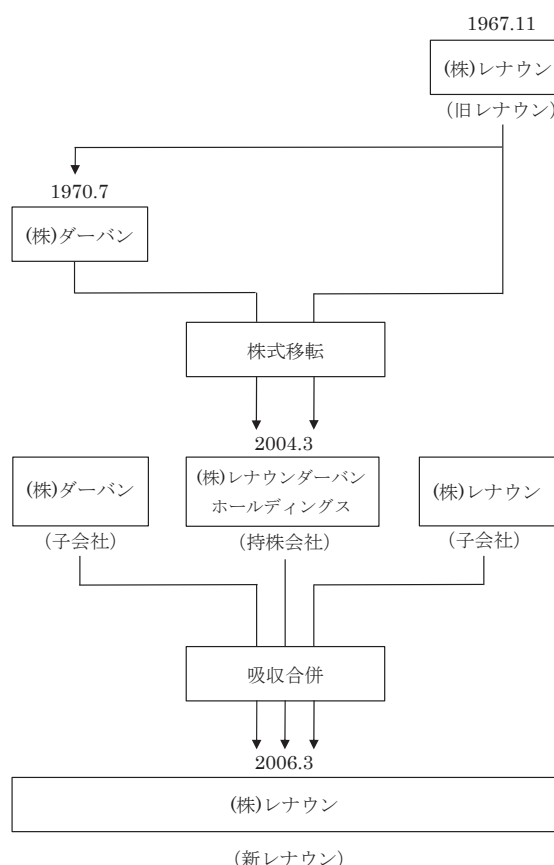 1967.11
(株)レナウン
(旧レナウン)
1970.7
(株)ダーバン
株式移転
2004.3
(株)ダーバン
(子会社)
(株)レナウンダーバン
ホールディングス
(持株会社)
(株)レナウン
(子会社)
吸収合併
2006.3
(株)レナウン
(新レナウン)